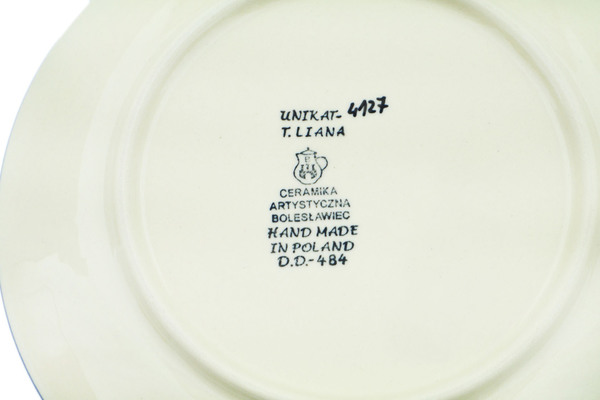 UNIKAT-4127
T. LIANA
CERAMIKA
ARTYSTYCZNA
BOLESŁAWIEC
HAND MADE
IN POLAND
D.D.-484